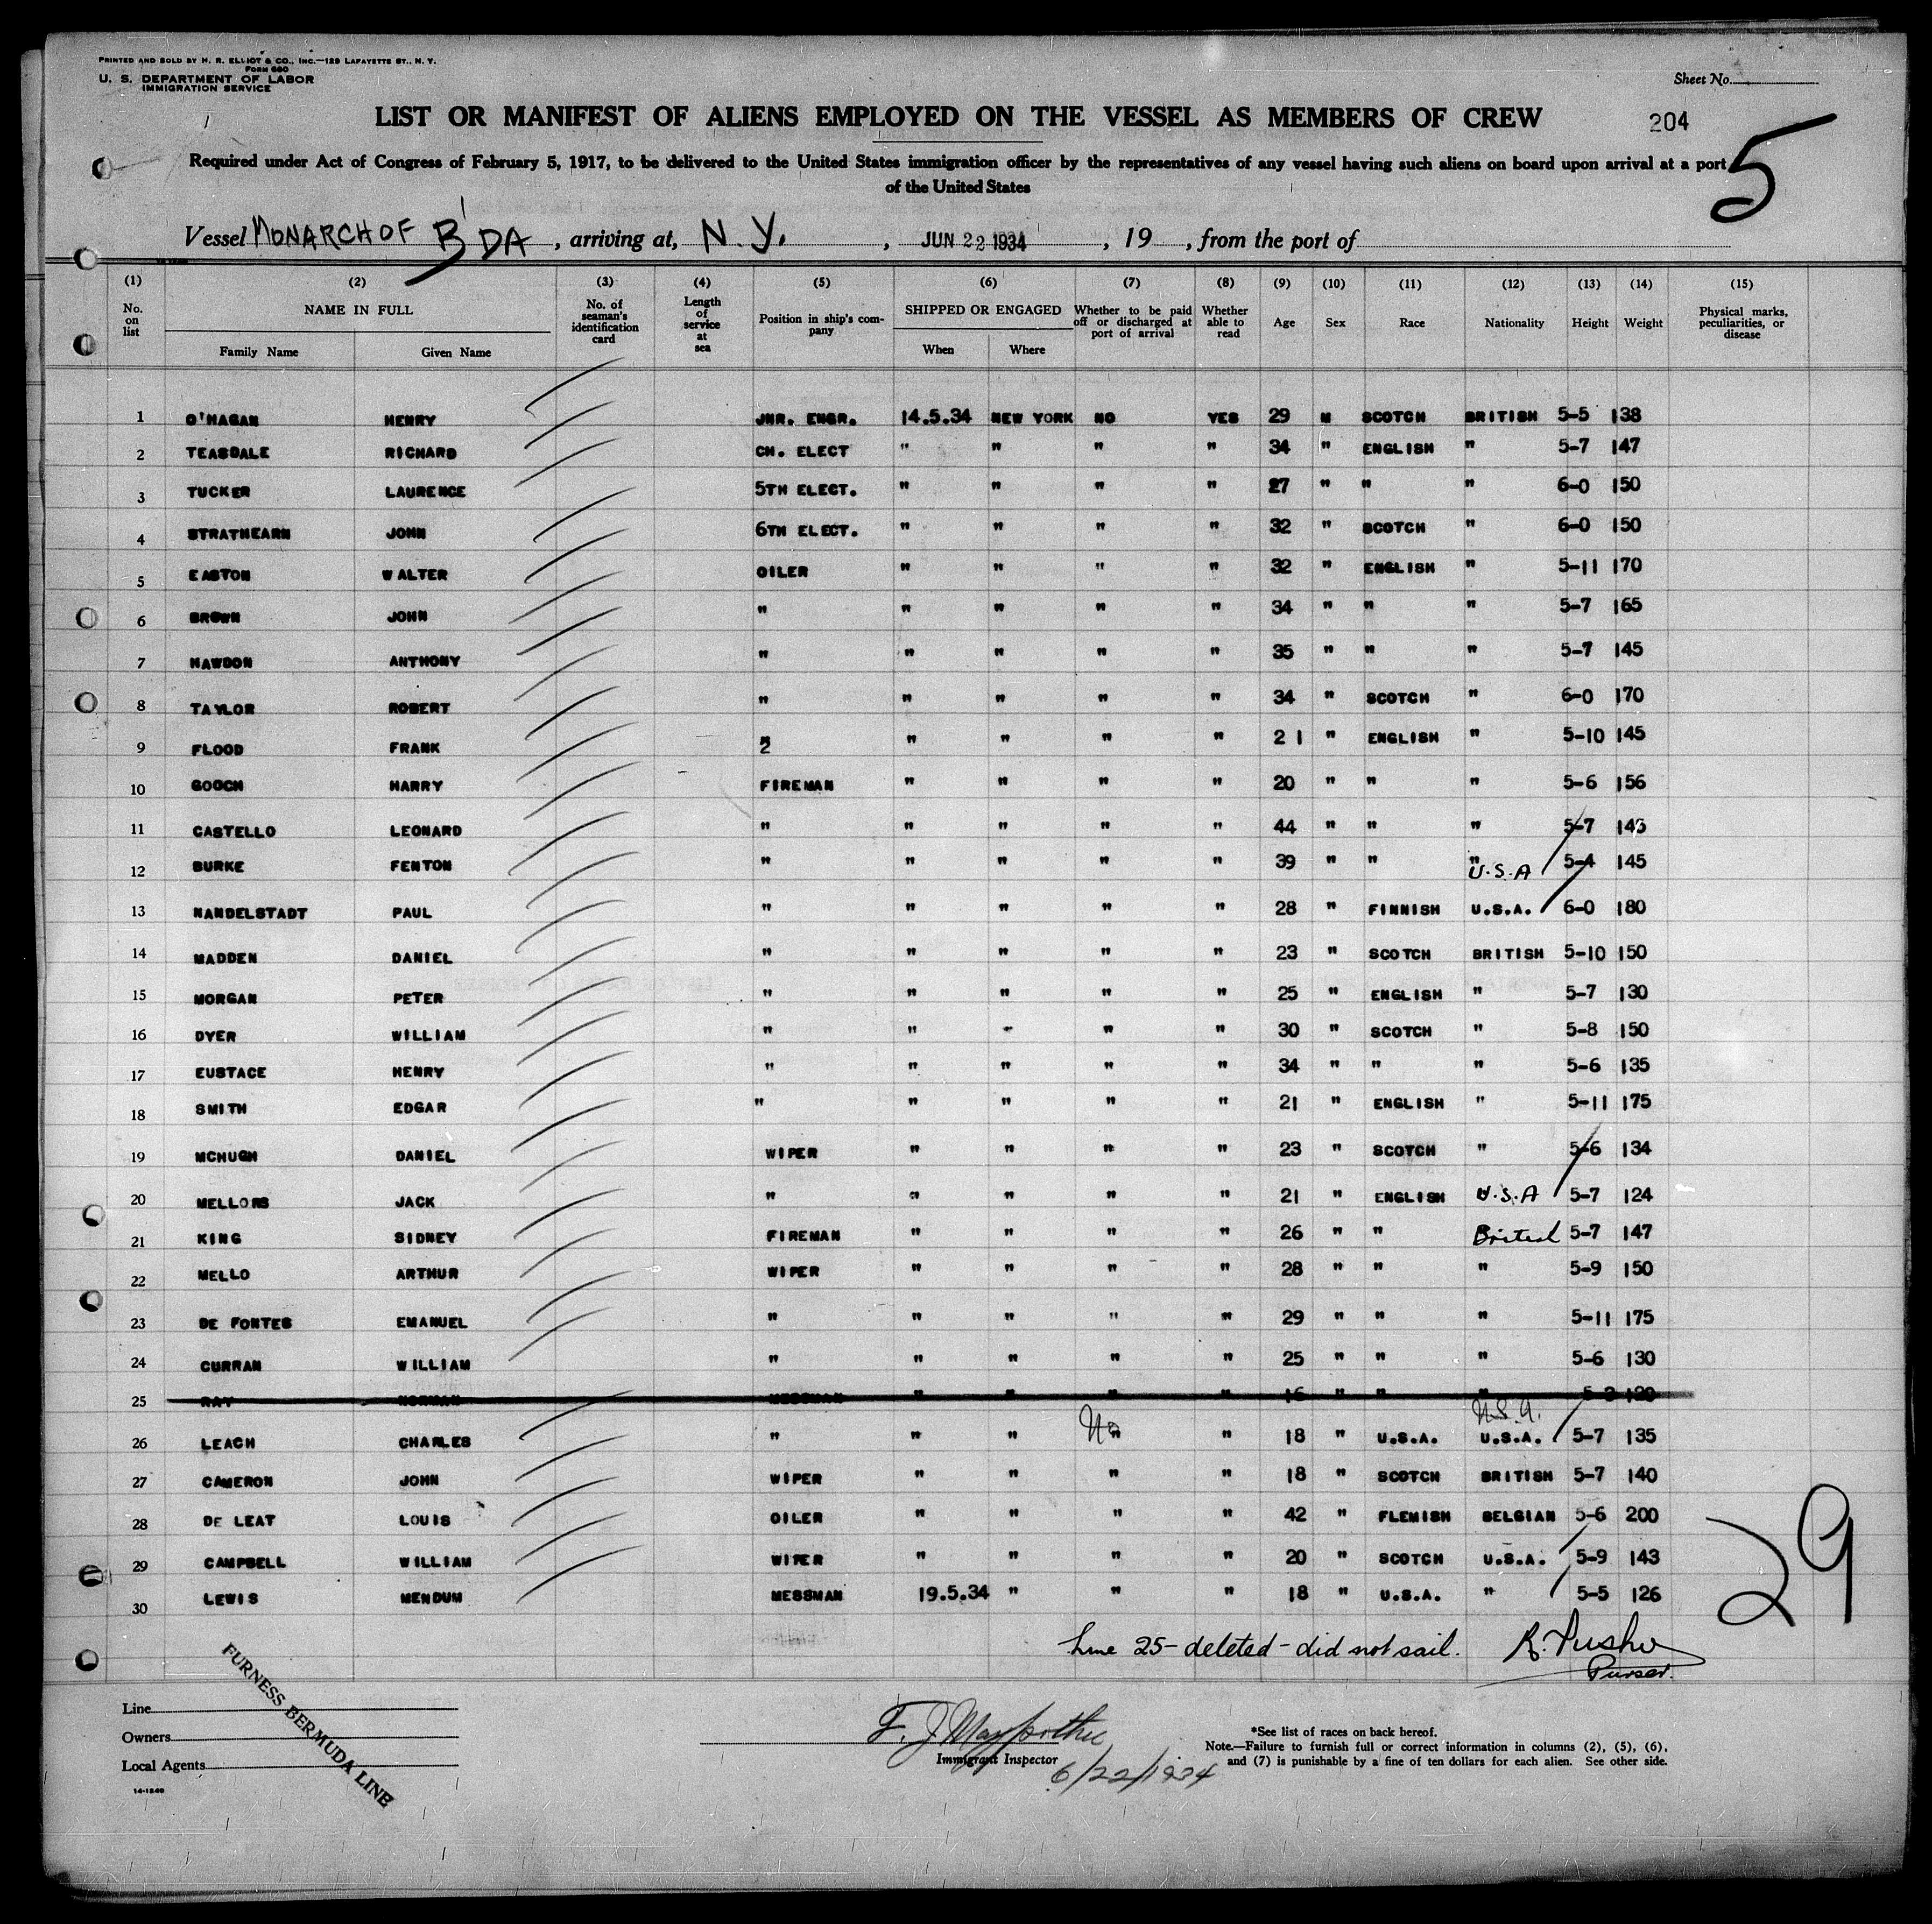 PRINTED AND SOLD BY H. R. ELLIOT & CO., INC.—129 LAFAYETTE ST., N. Y.
FORM 680
U. S. DEPARTMENT OF LABOR
IMMIGRATION SERVICE
Sheet No.
LIST OR MANIFEST OF ALIENS EMPLOYED ON THE VESSEL AS MEMBERS OF CREW
204
5
Required under Act of Congress of February 5, 1917, to be delivered to the United States immigration officer by the representatives of any vessel having such aliens on board upon arrival at a port
of the United States
Vessel MONARCH OF B'DA, arriving at, N.Y., JUN 22 1934, 19 , from the port of
(1) (2) (3) (4) (5) (6) (7) (8) (9) (10) (11) (12) (13) (14) (15)
No. on list NAME IN FULL No. of seaman's identification card Length of service at sea Position in ship's company SHIPPED OR ENGAGED Whether to be paid off or discharged at port of arrival Whether able to read Age Sex Race Nationality Height Weight Physical marks, peculiarities, or disease
Family Name Given Name When Where
1 O'HAGAN HENRY JNR. ENGR. 14.5.34 NEW YORK NO YES 29 M SCOTCH BRITISH 5-5 138
2 TEASDALE RICHARD CH. ELECT " " " " 34 " ENGLISH " 5-7 147
3 TUCKER LAURENCE 5TH ELECT. " " " " 27 " " " 6-0 150
4 STRATHEARN JOHN 6TH ELECT. " " " " 32 " SCOTCH " 6-0 150
5 EASTON WALTER OILER " " " " 32 " ENGLISH " 5-11 170
6 BROWN JOHN " " " " " 34 " " " 5-7 165
7 HAWDON ANTHONY " " " " " 35 " " " 5-7 145
8 TAYLOR ROBERT " " " " " 34 " SCOTCH " 6-0 170
9 FLOOD FRANK " 2 " " " " 21 " ENGLISH " 5-10 145
10 GOOCH HARRY FIREMAN " " " " 20 " " " 5-6 156
11 CASTELLO LEONARD " " " " " 44 " " " 5-7 143
12 BURKE FENTON " " " " " 39 " " " U.S.A 5-4 145
13 HANDELSTADT PAUL " " " " " 28 " FINNISH U.S.A. 6-0 180
14 MADDEN DANIEL " " " " " 23 " SCOTCH BRITISH 5-10 150
15 MORGAN PETER " " " " " 25 " ENGLISH " 5-7 130
16 DYER WILLIAM " " " " " 30 " SCOTCH " 5-8 150
17 EUSTACE HENRY " " " " " 34 " " " 5-6 135
18 SMITH EDGAR " " " " " 21 " ENGLISH " 5-11 175
19 MCHUGH DANIEL WIPER " " " " 23 " SCOTCH " 5-6 134
20 MELLORS JACK " " " " " 21 " ENGLISH U.S.A 5-7 124
21 KING SIDNEY FIREMAN " " " " 26 " " British 5-7 147
22 MELLO ARTHUR WIPER " " " " 28 " " " 5-9 150
23 DE FONTES EMANUEL " " " " " 29 " " " 5-11 175
24 CURRAN WILLIAM " " " " " 25 " " " 5-6 130
25 RAY NORMAN MESSMAN " " " " 16 " " "
26 LEACH CHARLES " " " No " " 18 " U.S.A. U.S.A. U.S.A. 5-7 135
27 CAMERON JOHN WIPER " " " " 18 " SCOTCH BRITISH 5-7 140
28 DE LEAT LOUIS OILER " " " " 42 " FLEMISH BELGIAN 5-6 200
29 CAMPBELL WILLIAM WIPER " " " " 20 " SCOTCH U.S.A. 5-9 143
30 LEWIS MENDUM MESSMAN 19.5.34 " " " 18 " U.S.A. " 5-5 126
29
Line 25 - deleted - did not sail.
Purser.
FURNESS BERMUDA LINE
Line
Owners
Local Agents
14-1240
F. J.
Immigrant Inspector
6/22/1934
*See list of races on back hereof.
Note.—Failure to furnish full or correct information in columns (2), (5), (6),
and (7) is punishable by a fine of ten dollars for each alien. See other side.